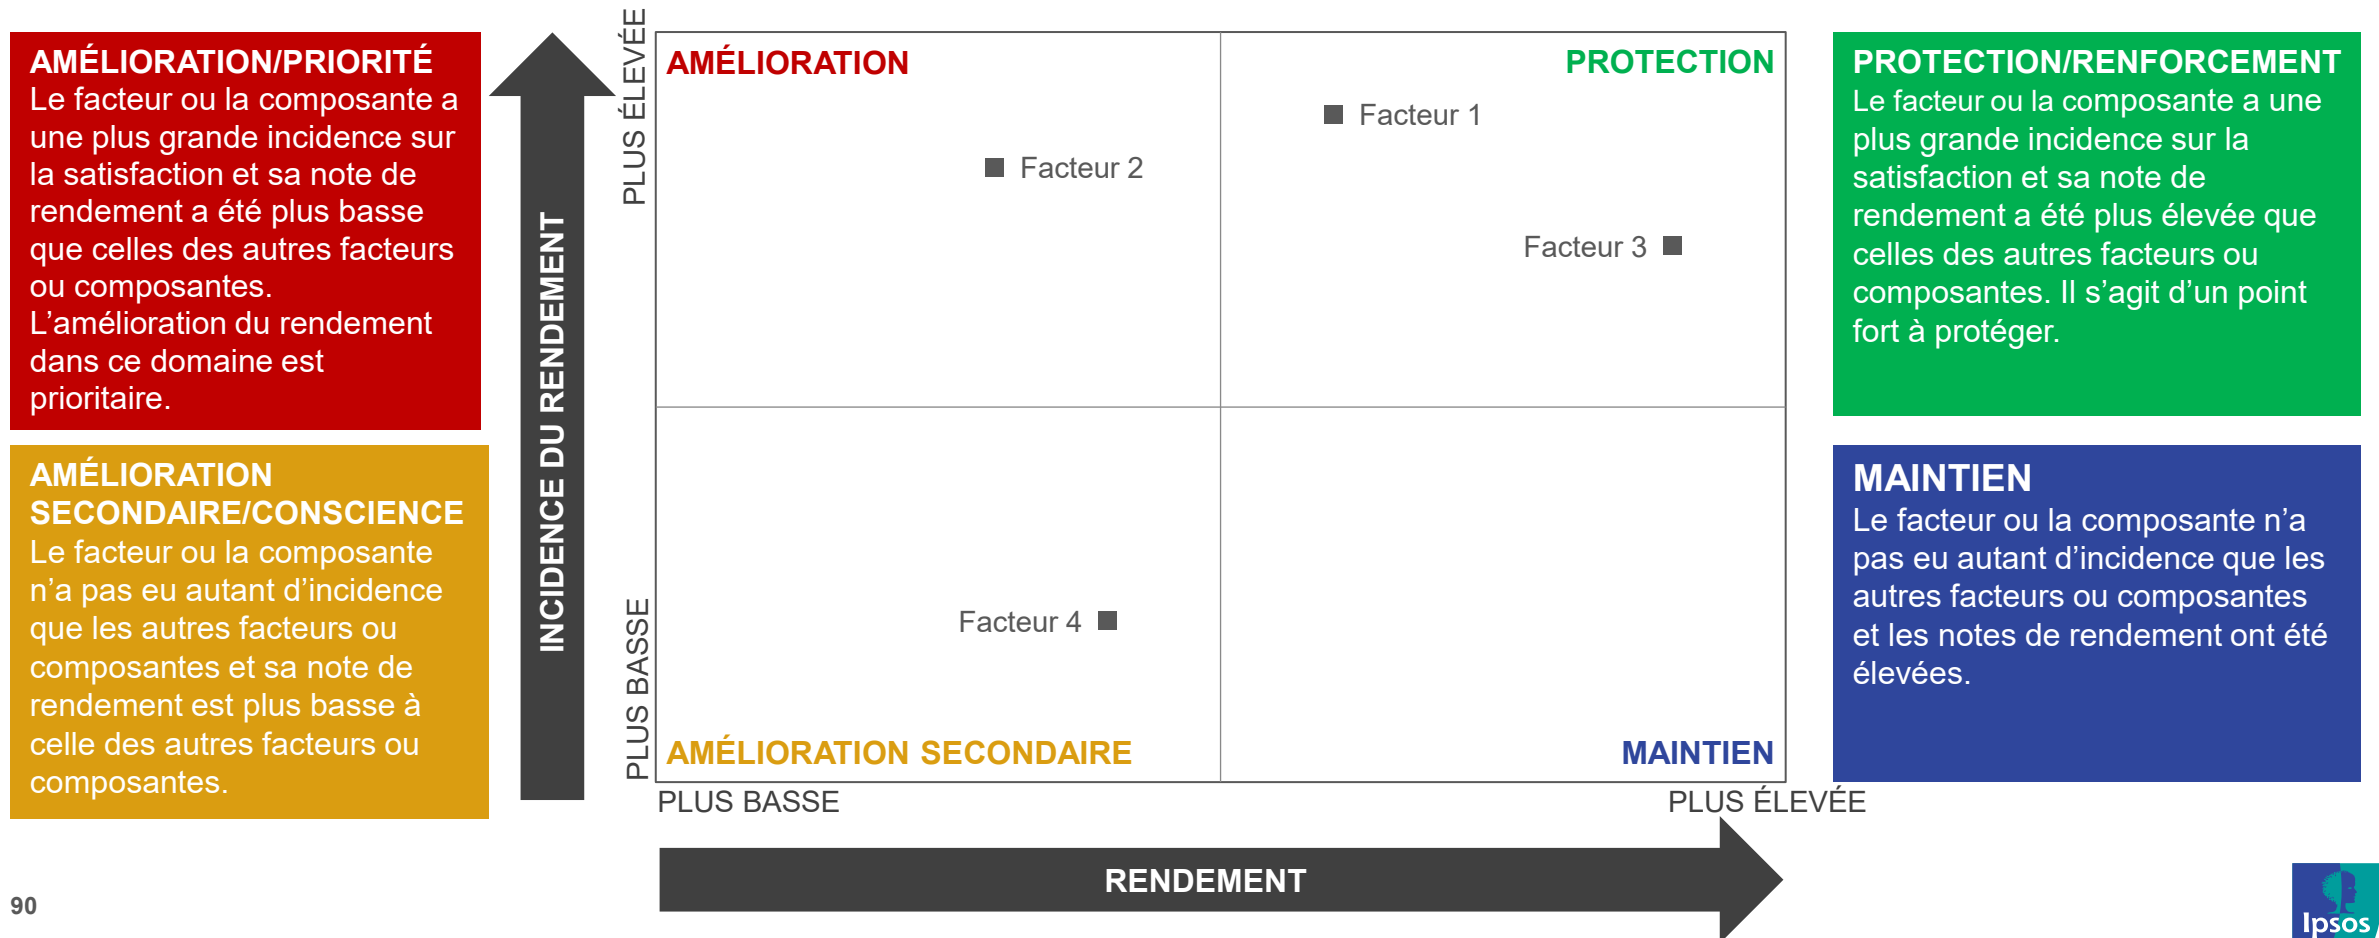 AMÉLIORATION/PRIORITÉ
Le facteur ou la composante a
une plus grande incidence sur
la satisfaction et sa note de
rendement a été plus basse
que celles des autres facteurs
ou composantes.
L’amélioration du rendement
dans ce domaine est
prioritaire.
AMÉLIORATION
SECONDAIRE/CONSCIENCE
Le facteur ou la composante
n’a pas eu autant d’incidence
que les autres facteurs ou
composantes et sa note de
rendement est plus basse à
celle des autres facteurs ou
composantes.
INCIDENCE DU RENDEMENT
PLUS ÉLEVÉE
PLUS BASSE
AMÉLIORATION
PROTECTION
Facteur 1
Facteur 2
Facteur 3
Facteur 4
AMÉLIORATION SECONDAIRE
MAINTIEN
PLUS BASSE
PLUS ÉLEVÉE
RENDEMENT
PROTECTION/RENFORCEMENT
Le facteur ou la composante a une
plus grande incidence sur la
satisfaction et sa note de
rendement a été plus élevée que
celles des autres facteurs ou
composantes. Il s’agit d’un point
fort à protéger.
MAINTIEN
Le facteur ou la composante n’a
pas eu autant d’incidence que les
autres facteurs ou composantes
et les notes de rendement ont été
élevées.
90
Ipsos